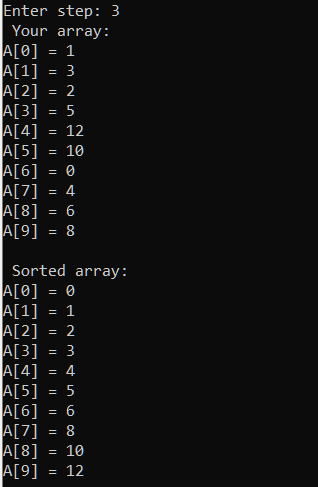 Enter step: 3
Your array:
A[0] = 1
A[1] = 3
A[2] = 2
A[3] = 5
A[4] = 12
A[5] = 10
A[6] = 0
A[7] = 4
A[8] = 6
A[9] = 8
Sorted array:
A[0] = 0
A[1] = 1
A[2] = 2
A[3] = 3
A[4] = 4
A[5] = 5
A[6] = 6
A[7] = 8
A[8] = 10
A[9] = 12